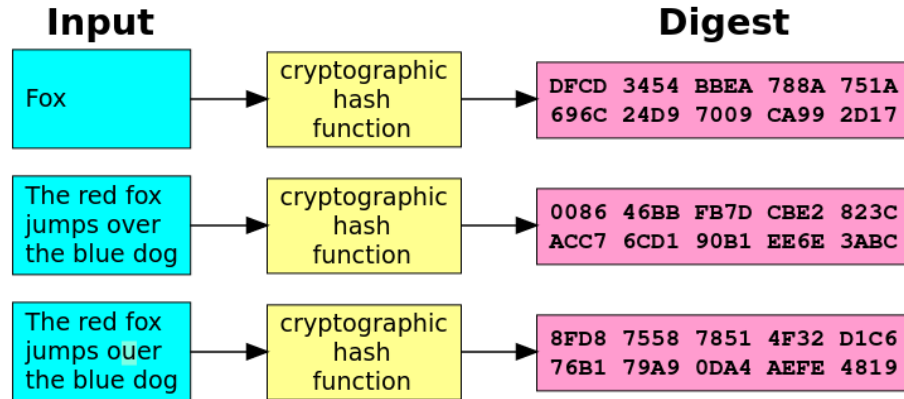 Input
Digest
Fox
cryptographic
hash
function
DFCD 3454 BBEA 788A 751A
696C 24D9 7009 CA99 2D17
The red fox
jumps over
the blue dog
cryptographic
hash
function
0086 46BB FB7D CBE2 823C
ACC7 6CD1 90B1 EE6E 3ABC
The red fox
jumps ouer
the blue dog
cryptographic
hash
function
8FD8 7558 7851 4F32 D1C6
76B1 79A9 0DA4 AEFE 4819